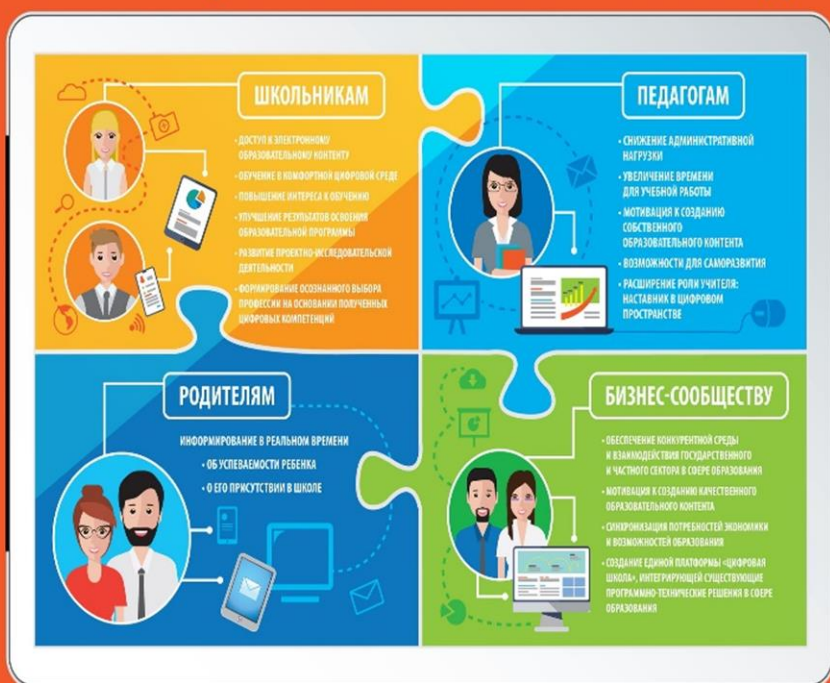 ШКОЛЬНИКАМ
• ДОСТУП К ЭЛЕКТРОННОМУ
ОБРАЗОВАТЕЛЬНОМУ КОНТЕНТУ
• ОБУЧЕНИЕ В КОМФОРТНОЙ ЦИФРОВОЙ СРЕДЕ
• ПОВЫШЕНИЕ ИНТЕРЕСА К ОБУЧЕНИЮ
• УЛУЧШЕНИЕ РЕЗУЛЬТАТОВ ОСВОЕНИЯ
ОБРАЗОВАТЕЛЬНОЙ ПРОГРАММЫ
• РАЗВИТИЕ ПРОЕКТНО-ИССЛЕДОВАТЕЛЬСКОЙ
ДЕЯТЕЛЬНОСТИ
• ФОРМИРОВАНИЕ ОСОЗНАННОГО ВЫБОРА
ПРОФЕССИИ НА ОСНОВАНИИ ПОЛУЧЕННЫХ
ЦИФРОВЫХ КОМПЕТЕНЦИЙ
ПЕДАГОГАМ
• СНИЖЕНИЕ АДМИНИСТРАТИВНОЙ
НАГРУЗКИ
• УВЕЛИЧЕНИЕ ВРЕМЕНИ
ДЛЯ УЧЕБНОЙ РАБОТЫ
• МОТИВАЦИЯ К СОЗДАНИЮ
СОБСТВЕННОГО
ОБРАЗОВАТЕЛЬНОГО КОНТЕНТА
• ВОЗМОЖНОСТИ ДЛЯ САМОРАЗВИТИЯ
• РАСШИРЕНИЕ РОЛИ УЧИТЕЛЯ:
НАСТАВНИК В ЦИФРОВОМ
ПРОСТРАНСТВЕ
РОДИТЕЛЯМ
ИНФОРМИРОВАНИЕ В РЕАЛЬНОМ ВРЕМЕНИ
• ОБ УСПЕВАЕМОСТИ РЕБЕНКА
• О ЕГО ПРИСУТСТВИИ В ШКОЛЕ
БИЗНЕС-СООБЩЕСТВУ
• ОБЕСПЕЧЕНИЕ КОНКУРЕНТНОЙ СРЕДЫ
И ВЗАИМОДЕЙСТВИЯ ГОСУДАРСТВЕННОГО
И ЧАСТНОГО СЕКТОРА В СФЕРЕ ОБРАЗОВАНИЯ
• МОТИВАЦИЯ К СОЗДАНИЮ КАЧЕСТВЕННОГО
ОБРАЗОВАТЕЛЬНОГО КОНТЕНТА
• СИНХРОНИЗАЦИЯ ПОТРЕБНОСТЕЙ ЭКОНОМИКИ
И ВОЗМОЖНОСТЕЙ ОБРАЗОВАНИЯ
• СОЗДАНИЕ ЕДИНОЙ ПЛАТФОРМЫ «ЦИФРОВАЯ
ШКОЛА», ИНТЕГРИРУЮЩЕЙ СУЩЕСТВУЮЩИЕ
ПРОГРАММНО-ТЕХНИЧЕСКИЕ РЕШЕНИЯ В СФЕРЕ
ОБРАЗОВАНИЯ